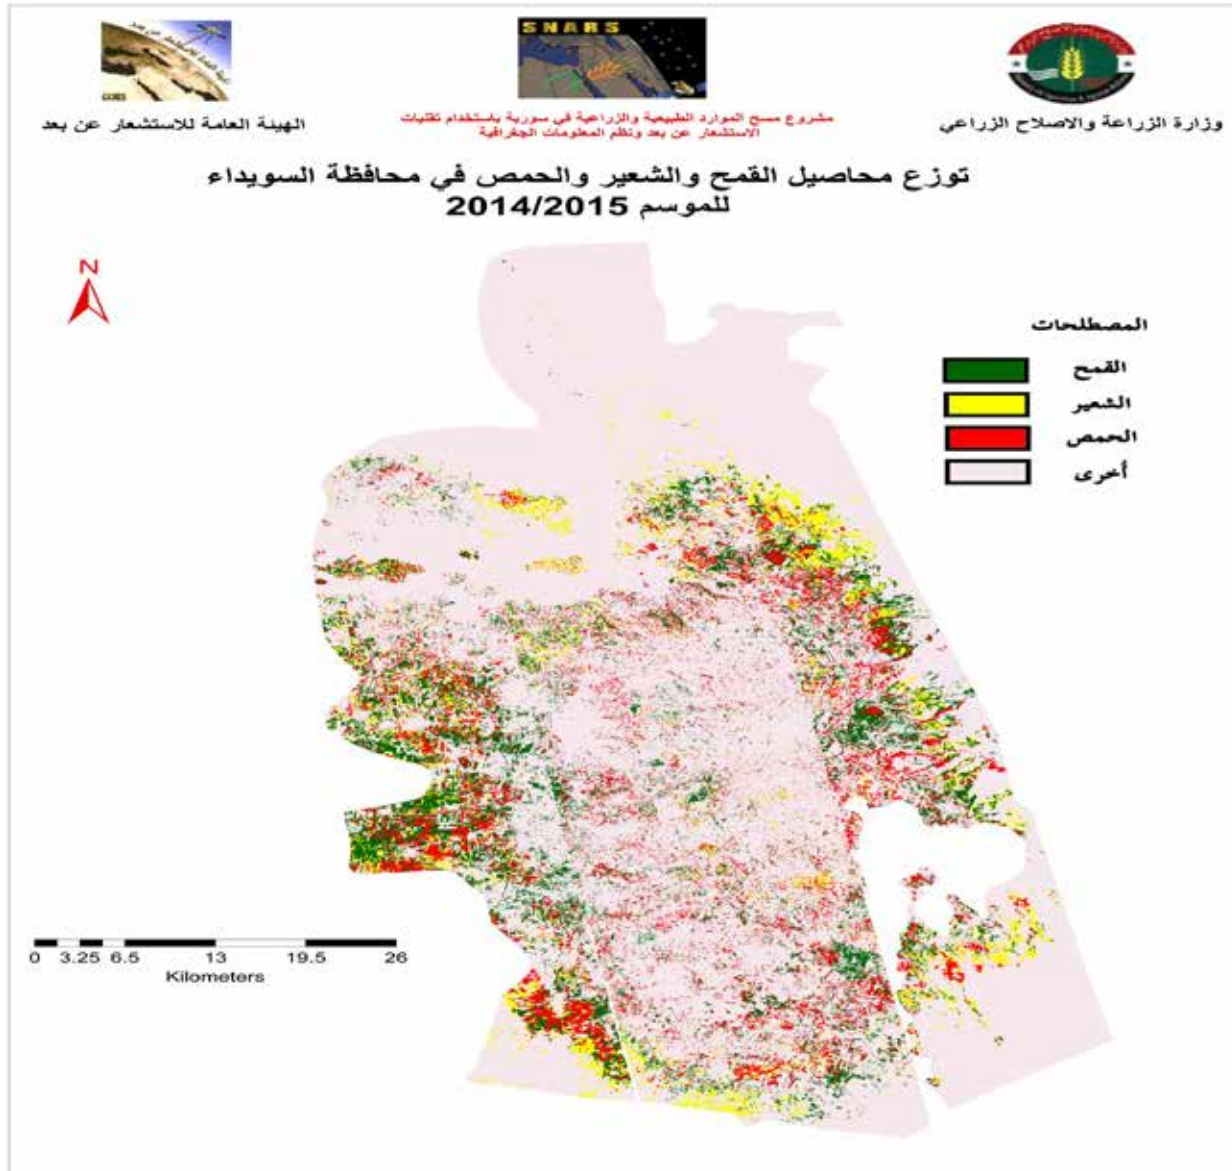 SNARS
GORS
وزارة الزراعة والاصلاح الزراعي
مشروع مسح الموارد الطبيعية والزراعية في سورية باستخدام تقنيات
الاستشعار عن بعد ونظم المعلومات الجغرافية
الهيئة العامة للاستشعار عن بعد
توزع محاصيل القمح والشعير والحمص في محافظة السويداء
للموسم 2014/2015
N
المصطلحات
القمح
الشعير
الحمص
أخرى
0 3.25 6.5 13 19.5 26
Kilometers